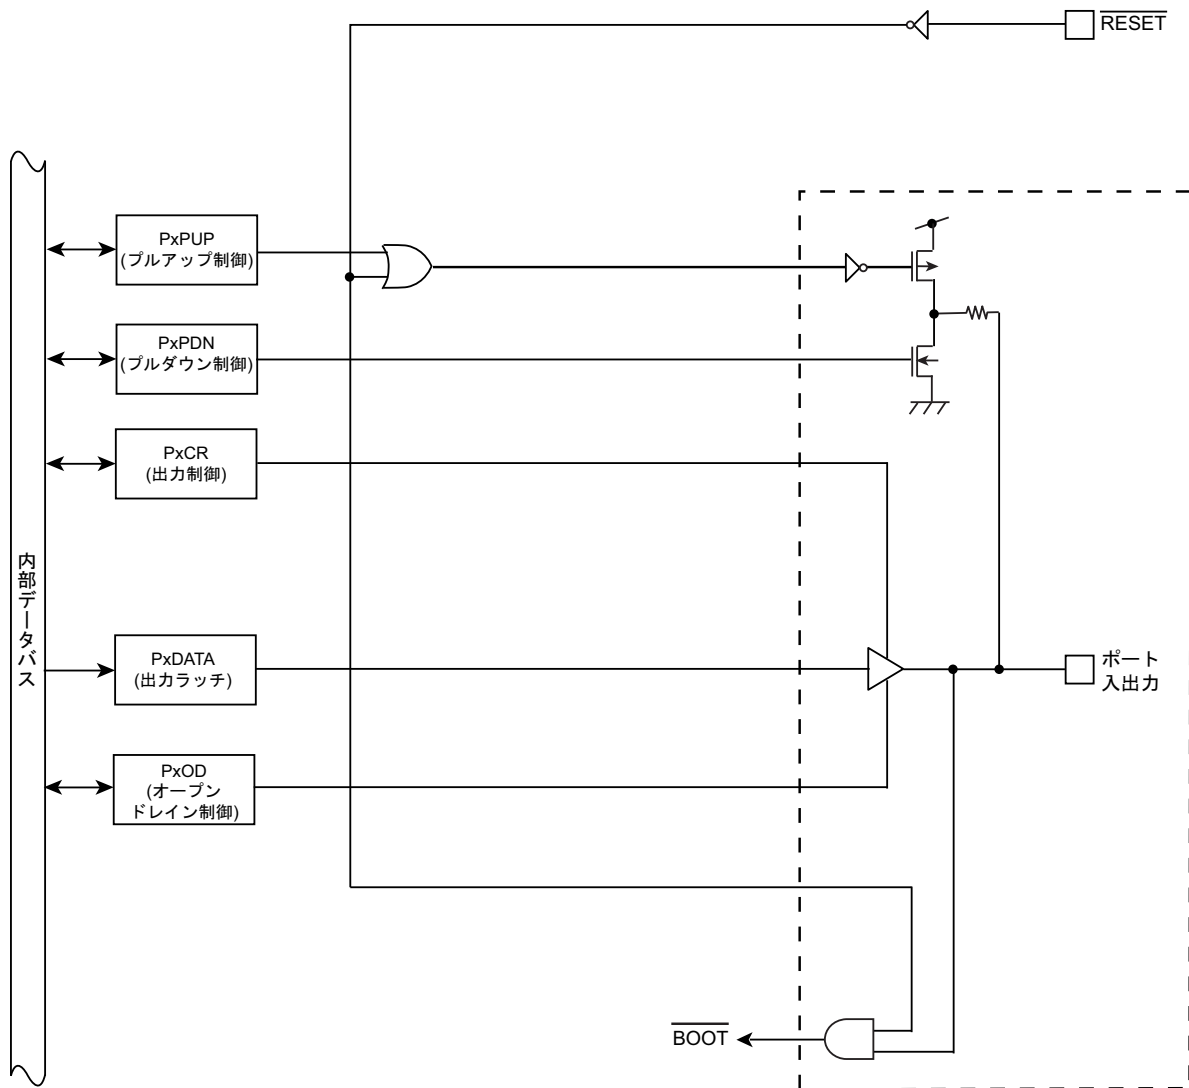 RESET
PxPUP
(プルアップ制御)
PxPDN
(プルダウン制御)
PxCR
(出力制御)
内部データバス
PxDATA
(出力ラッチ)
ポート
入出力
PxOD
(オープン
ドレイン制御)
BOOT